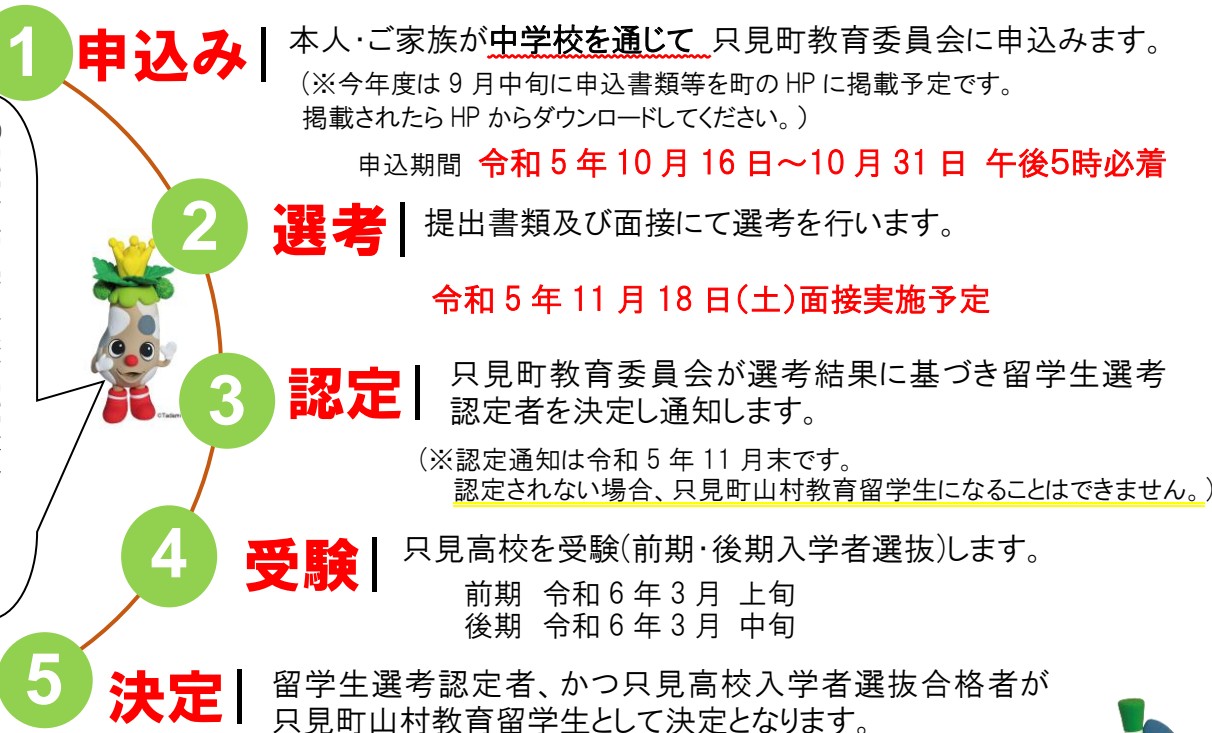 1 申込み 本人・ご家族が中学校を通じて 只見町教育委員会に申込みます。
(※今年度は 9 月中旬に申込書類等を町の HP に掲載予定です。
掲載されたら HP からダウンロードしてください。)
申込期間 令和 5 年 10 月 16 日～10 月 31 日 午後5時必着
2 選考 提出書類及び面接にて選考を行います。
令和 5 年 11 月 18 日(土)面接実施予定
3 認定 只見町教育委員会が選考結果に基づき留学生選考
認定者を決定し通知します。
(※認定通知は令和 5 年 11 月末です。
認定されない場合、只見町山村教育留学生になることはできません。)
4 受験 只見高校を受験(前期・後期入学者選抜)します。
前期 令和 6 年 3 月 上旬
後期 令和 6 年 3 月 中旬
5 決定 留学生選考認定者、かつ只見高校入学者選抜合格者が
只見町山村教育留学生として決定となります。